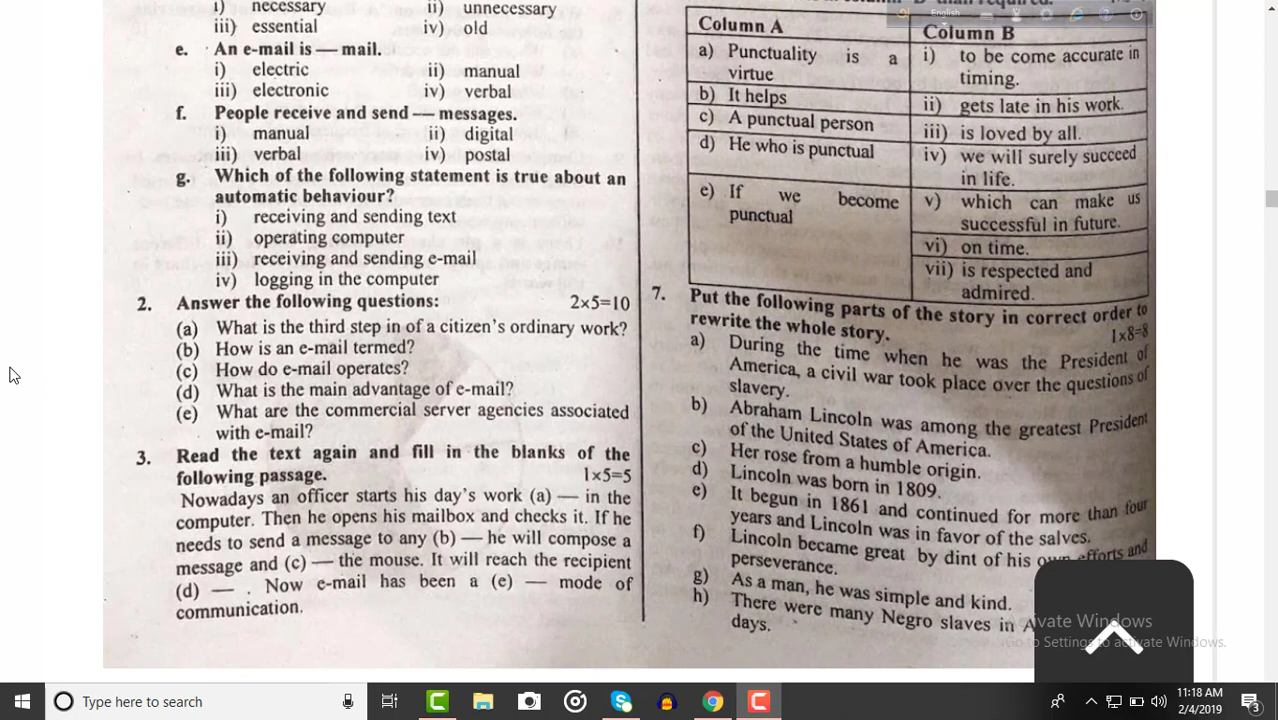 i) necessary ii) unnecessary
iii) essential iv) old
e. An e-mail is — mail.
i) electric ii) manual
iii) electronic iv) verbal
f. People receive and send — messages.
i) manual ii) digital
iii) verbal iv) postal
g. Which of the following statement is true about an
automatic behaviour?
i) receiving and sending text
ii) operating computer
iii) receiving and sending e-mail
iv) logging in the computer
2. Answer the following questions: 2×5=10
(a) What is the third step in of a citizen's ordinary work?
(b) How is an e-mail termed?
(c) How do e-mail operates?
(d) What is the main advantage of e-mail?
(e) What are the commercial server agencies associated
with e-mail?
3. Read the text again and fill in the blanks of the
following passage. 1×5=5
Nowadays an officer starts his day's work (a) — in the
computer. Then he opens his mailbox and checks it. If he
needs to send a message to any (b) — he will compose a
message and (c) — the mouse. It will reach the recipient
(d) — . Now e-mail has been a (e) — mode of
communication.
English
Column A Column B
a) Punctuality is a
virtue
b) It helps
c) A punctual person
d) He who is punctual
e) If we become
punctual
i) to be come accurate in
timing.
ii) gets late in his work.
iii) is loved by all.
iv) we will surely succeed
in life.
v) which can make us
successful in future.
vi) on time.
vii) is respected and
admired.
7. Put the following parts of the story in correct order to
rewrite the whole story. 1×8=8
a) During the time when he was the President of
America, a civil war took place over the questions of
slavery.
b) Abraham Lincoln was among the greatest President
of the United States of America.
c) Her rose from a humble origin.
d) Lincoln was born in 1809.
e) It begun in 1861 and continued for more than four
years and Lincoln was in favor of the salves.
f) Lincoln became great by dint of his own efforts and
perseverance.
g) As a man, he was simple and kind.
h) There were many Negro slaves in
days.
Activate Windows
Go to Settings to activate Windows.
Type here to search
11:18 AM
2/4/2019
3